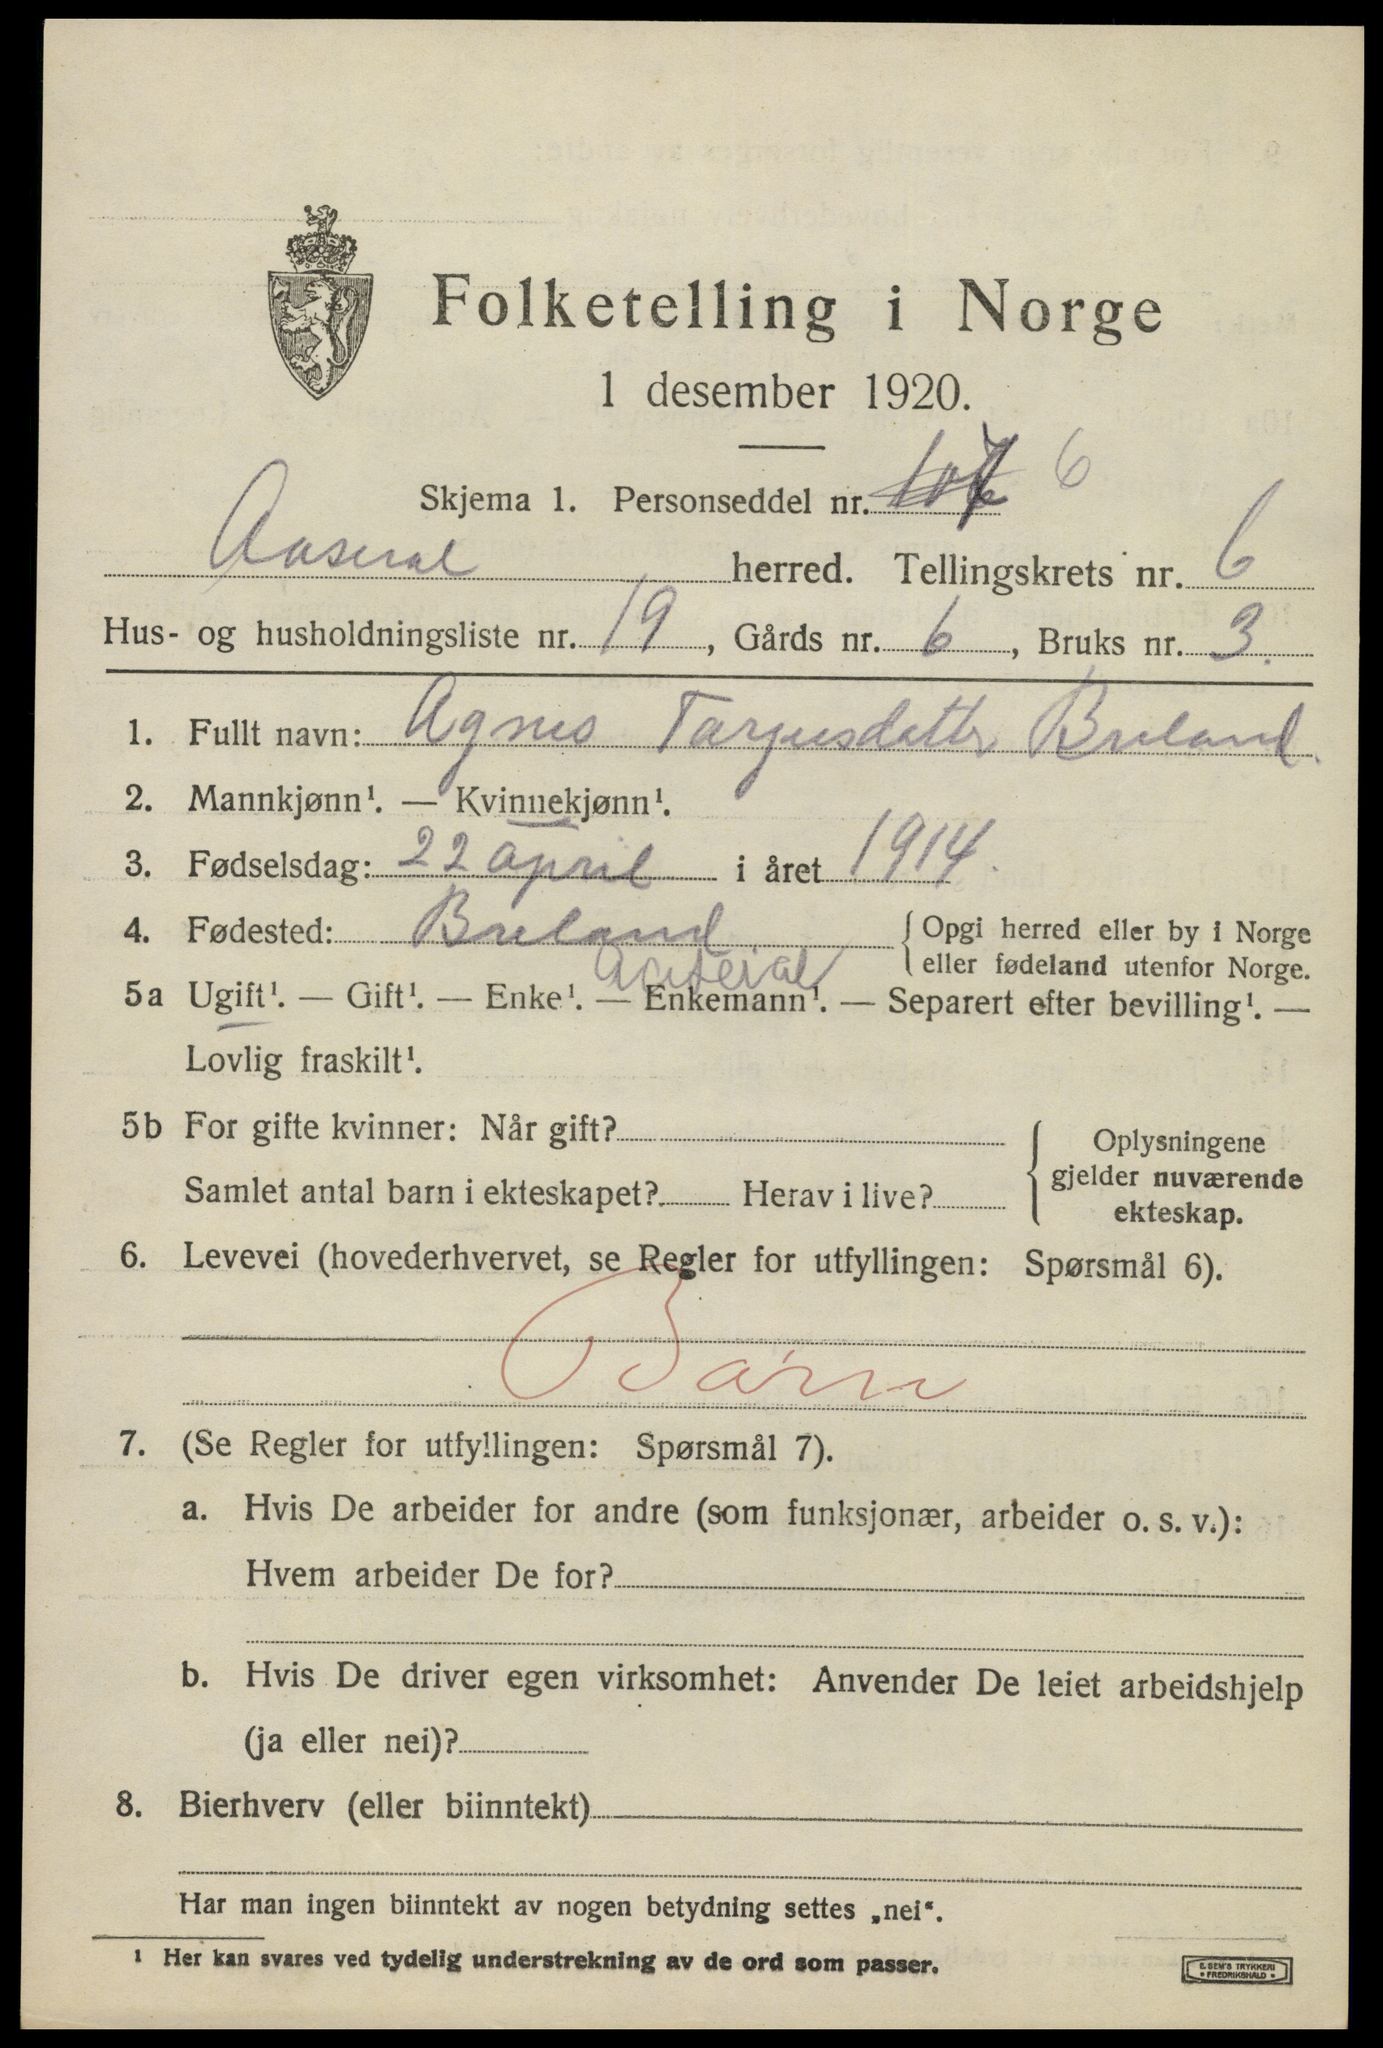 Folketelling i Norge
1 desember 1920.
Skjema 1. Personseddel nr. 6
Aaseral herred. Tellingskrets nr. 6
Hus- og husholdningsliste nr. 19, Gårds nr. 6, Bruks nr. 3.
1. Fullt navn: Agnes Targusdatter Breland.
2. Mannkjønn¹. — Kvinnekjønn¹.
3. Fødselsdag: 22 april i året 1914.
4. Fødested: Breland { Opgi herred eller by i Norge
eller fødeland utenfor Norge.
Aaseral
5a Ugift¹. — Gift¹. — Enke¹. — Enkemann¹. — Separert efter bevilling¹. —
Lovlig fraskilt¹.
5b For gifte kvinner: Når gift?
Samlet antal barn i ekteskapet? Herav i live?
{ Oplysningene
gjelder nuværende
ekteskap.
6. Levevei (hovederhvervet, se Regler for utfyllingen: Spørsmål 6).
Barn
7. (Se Regler for utfyllingen: Spørsmål 7).
a. Hvis De arbeider for andre (som funksjonær, arbeider o. s. v.):
Hvem arbeider De for?
b. Hvis De driver egen virksomhet: Anvender De leiet arbeidshjelp
(ja eller nei)?
8. Bierhverv (eller biinntekt)
Har man ingen biinntekt av nogen betydning settes „nei“.
¹ Her kan svares ved tydelig understrekning av de ord som passer.
E. SEM'S TRYKKERI
• FREDRIKSHALD •